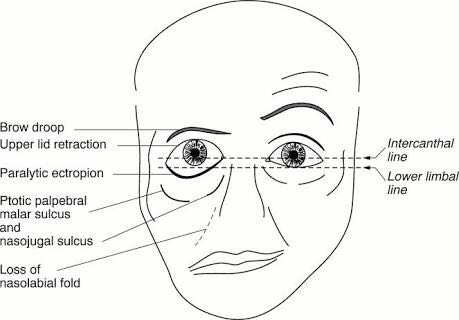 Brow droop
Upper lid retraction
Paralytic ectropion
Ptotic palpebral
malar sulcus
and
nasojugal sulcus
Loss of
nasolabial fold
Intercanthal
line
Lower limbal
line